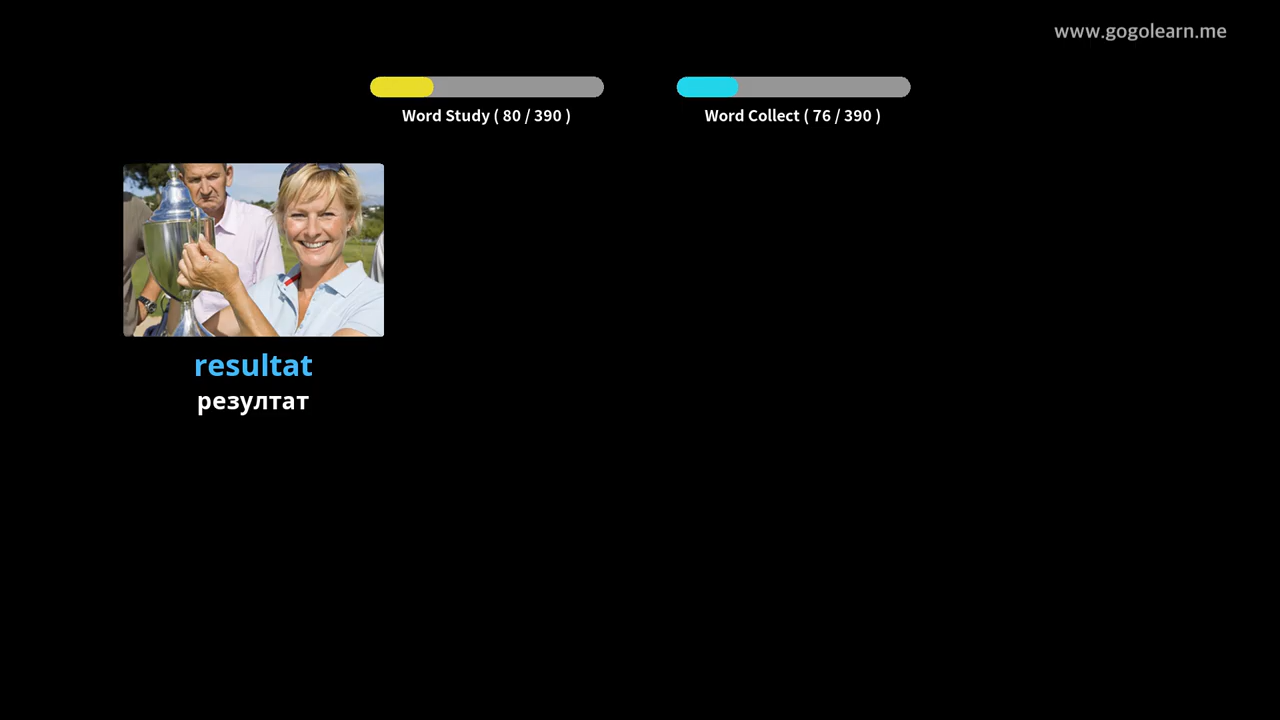 www.gogolearn.me
Word Study ( 80 / 390 )
Word Collect ( 76 / 390 )
resultat
резултат